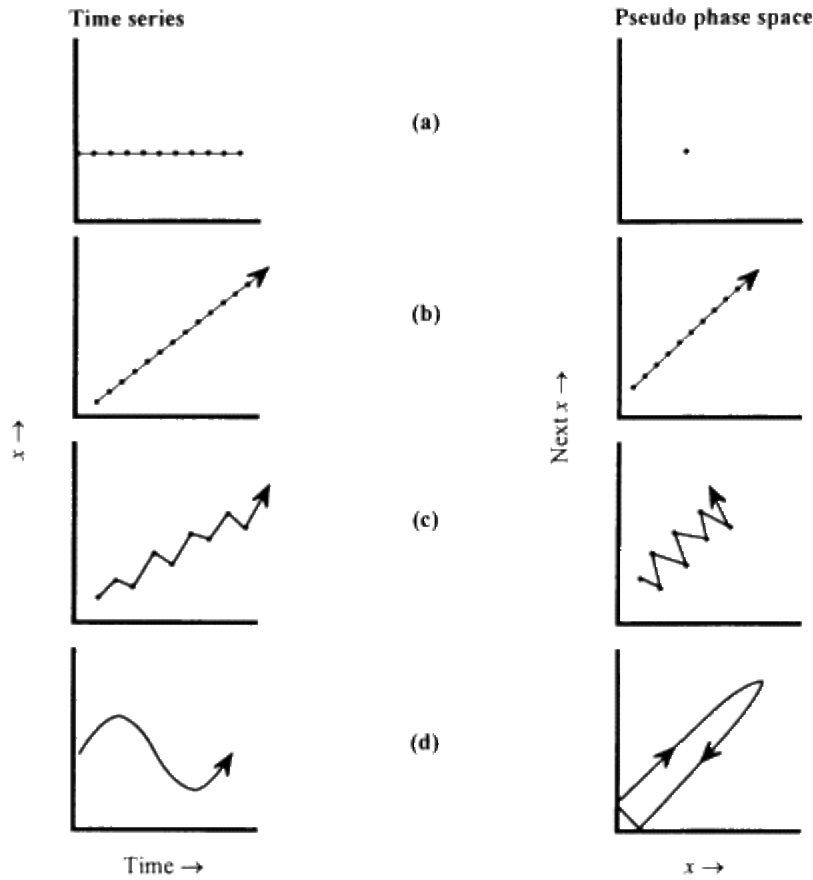 Time series
Pseudo phase space
(a)
(b)
x →
Next x →
(c)
(d)
Time →
x →